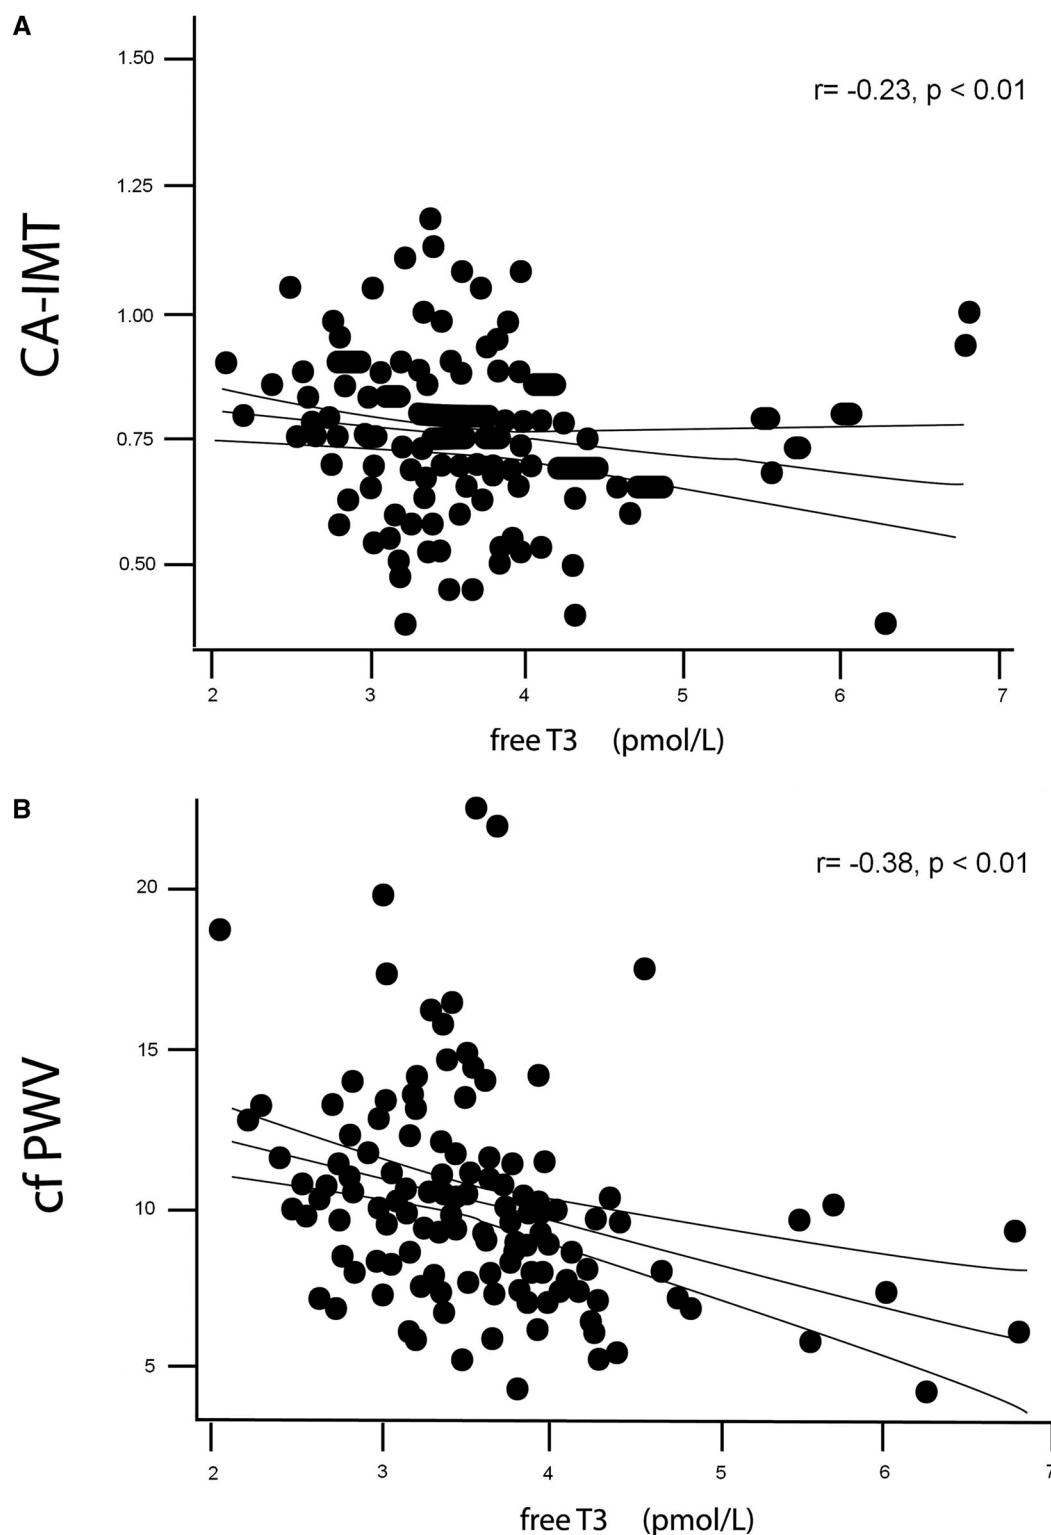 A
1.50
r= -0.23, p < 0.01
1.25
CA-IMT
1.00
0.75
0.50
2 3 4 5 6 7
free T3 (pmol/L)
B
r= -0.38, p < 0.01
20
15
cf PWV
10
5
2 3 4 5 6 7
free T3 (pmol/L)